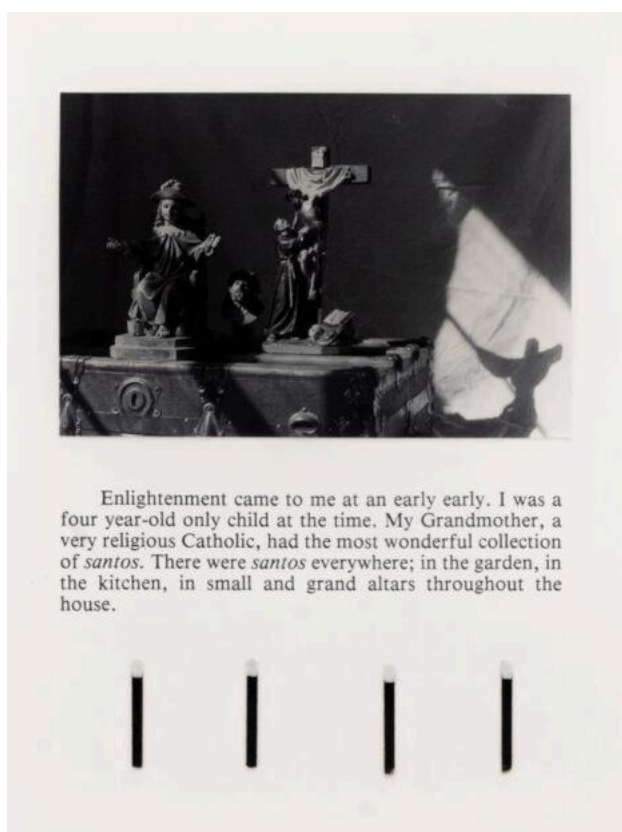 Enlightenment came to me at an early early. I was a
four year-old only child at the time. My Grandmother, a
very religious Catholic, had the most wonderful collection
of santos. There were santos everywhere; in the garden, in
the kitchen, in small and grand altars throughout the
house.